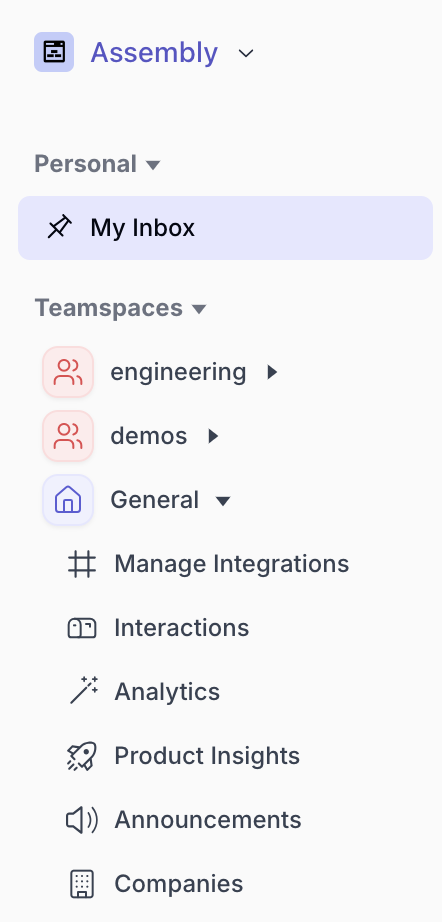 Assembly
Personal
My Inbox
Teamspaces
engineering
demos
General
Manage Integrations
Interactions
Analytics
Product Insights
Announcements
Companies